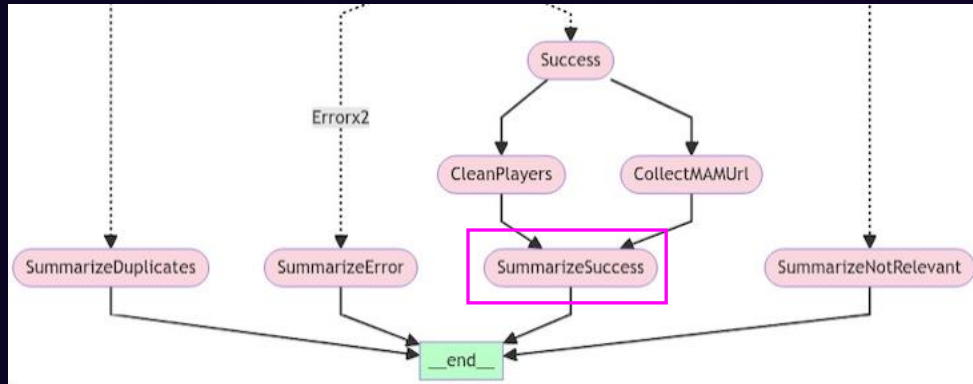 Success
Errorx2
CleanPlayers
CollectMAMUrl
SummarizeDuplicates
SummarizeError
SummarizeSuccess
SummarizeNotRelevant
__end__